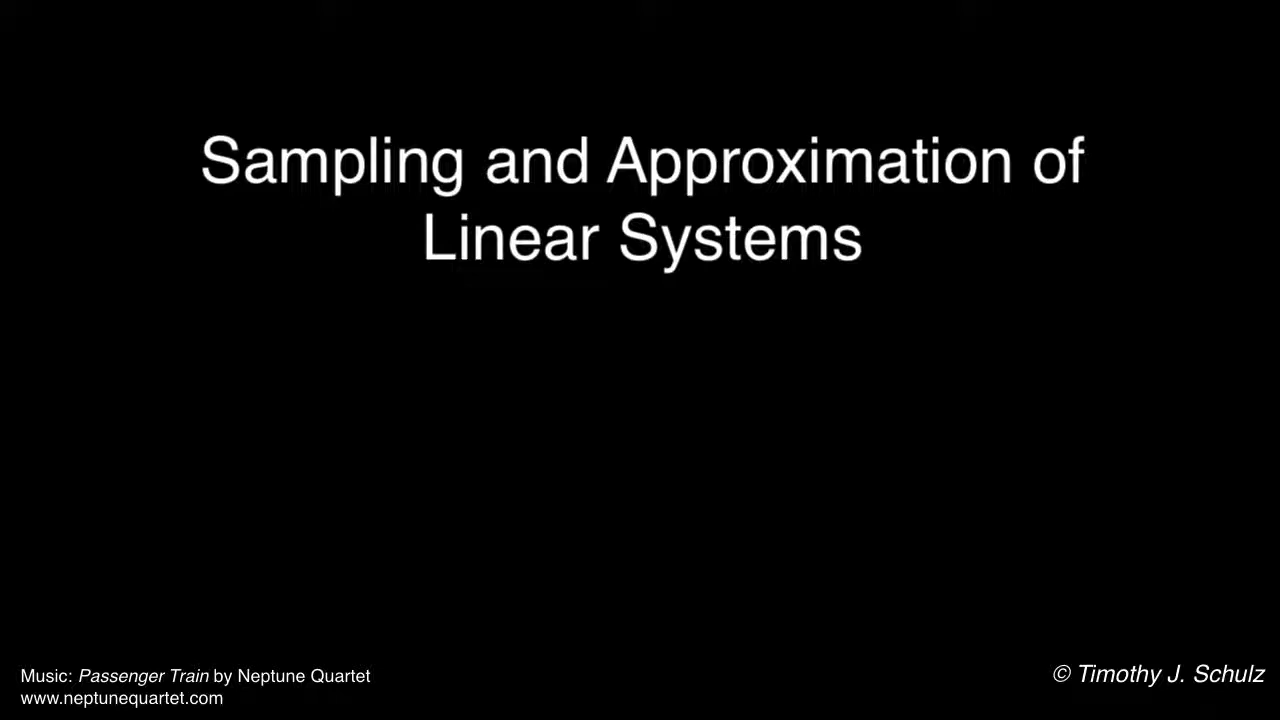 Sampling and Approximation of
Linear Systems
Music: Passenger Train by Neptune Quartet
www.neptunequartet.com
© Timothy J. Schulz